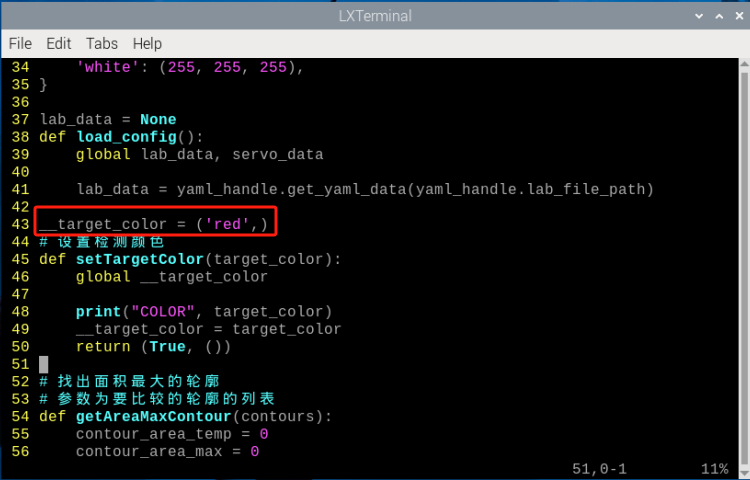 LXTerminal
File Edit Tabs Help
34     'white': (255, 255, 255),
35 }
36
37 lab_data = None
38 def load_config():
39     global lab_data, servo_data
40
41     lab_data = yaml_handle.get_yaml_data(yaml_handle.lab_file_path)
42
43 __target_color = ('red',)
44 # 设置检测颜色
45 def setTargetColor(target_color):
46     global __target_color
47
48     print("COLOR", target_color)
49     __target_color = target_color
50     return (True, ())
51
52 # 找出面积最大的轮廓
53 # 参数为要比较的轮廓的列表
54 def getAreaMaxContour(contours):
55     contour_area_temp = 0
56     contour_area_max = 0
51,0-1 11%